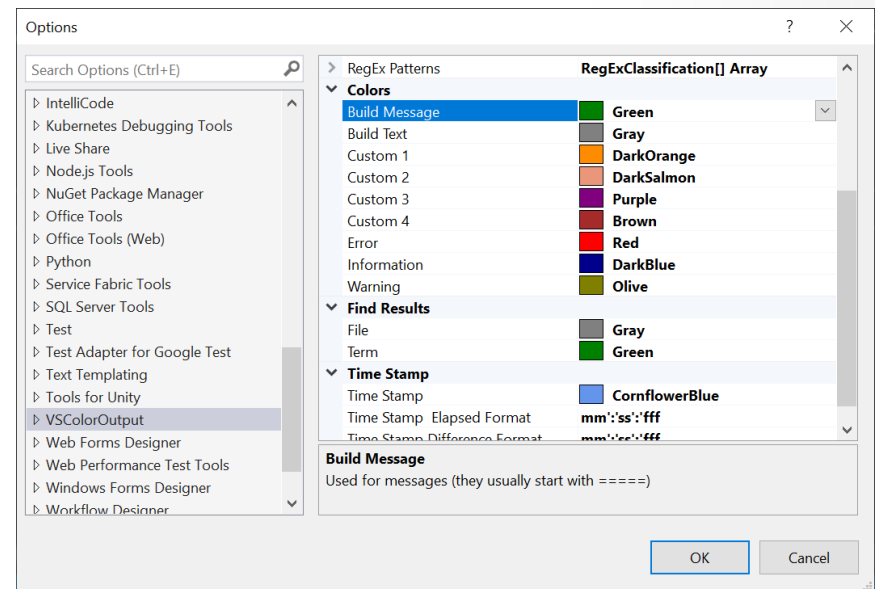 Options
?
Search Options (Ctrl+E)
IntelliCode
Kubernetes Debugging Tools
Live Share
Node.js Tools
NuGet Package Manager
Office Tools
Office Tools (Web)
Python
Service Fabric Tools
SQL Server Tools
Test
Test Adapter for Google Test
Text Templating
Tools for Unity
VSColorOutput
Web Forms Designer
Web Performance Test Tools
Windows Forms Designer
Workflow Designer
RegEx Patterns RegExClassification[] Array
Colors
Build Message Green
Build Text Gray
Custom 1 DarkOrange
Custom 2 DarkSalmon
Custom 3 Purple
Custom 4 Brown
Error Red
Information DarkBlue
Warning Olive
Find Results
File Gray
Term Green
Time Stamp
Time Stamp CornflowerBlue
Time Stamp Elapsed Format mm':'ss':'fff
Time Stamp Difference Format mm':'ss':'fff
Build Message
Used for messages (they usually start with =====)
OK Cancel